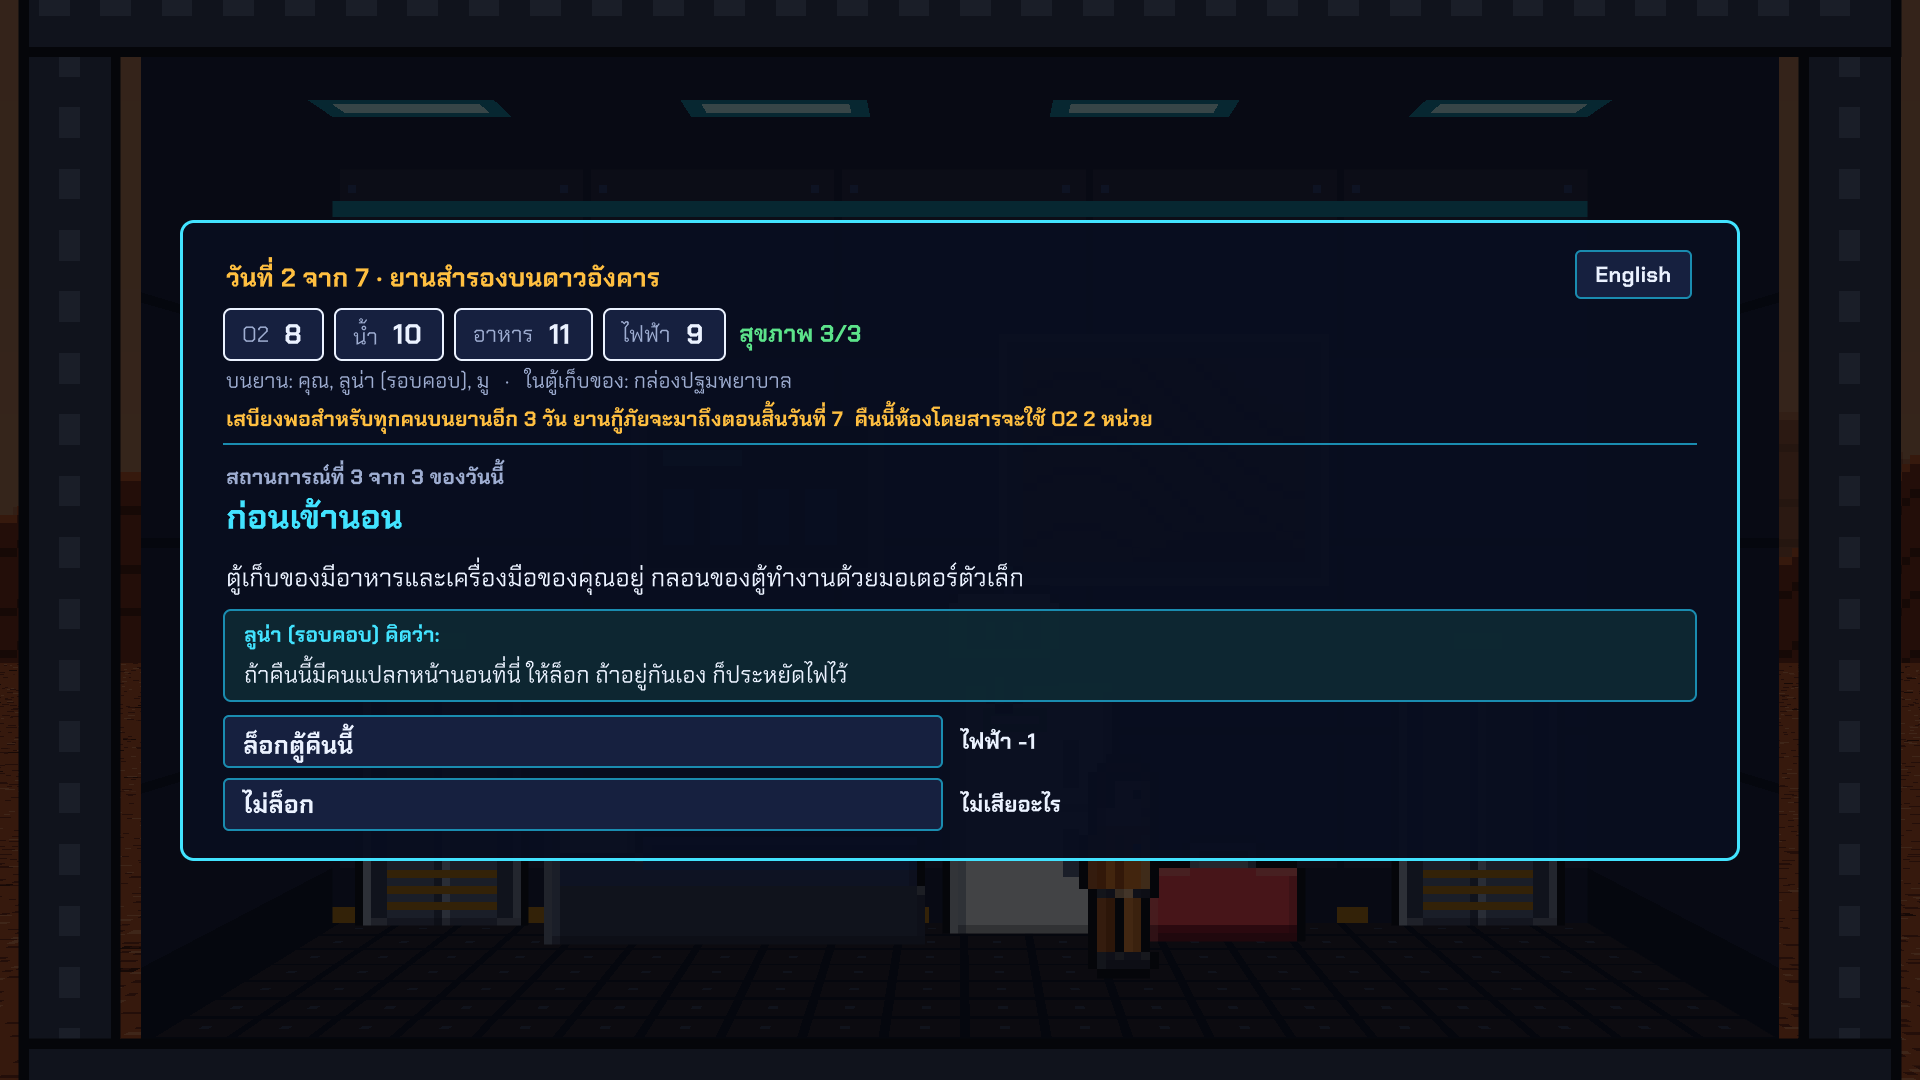 วันที่ 2 จาก 7 · ยานสำรองบนดาวอังคาร
English
O2 8 น้ำ 10 อาหาร 11 ไฟฟ้า 9 สุขภาพ 3/3
บนยาน: คุณ, ลูน่า (รอบคอบ), มู · ในตู้เก็บของ: กล่องปฐมพยาบาล
เสบียงพอสำหรับทุกคนบนยานอีก 3 วัน ยานกู้ภัยจะมาถึงตอนสิ้นวันที่ 7 คืนนี้ห้องโดยสารจะใช้ O2 2 หน่วย
สถานการณ์ที่ 3 จาก 3 ของวันนี้
ก่อนเข้านอน
ตู้เก็บของมีอาหารและเครื่องมือของคุณอยู่ กลอนของตู้ทำงานด้วยมอเตอร์ตัวเล็ก
ลูน่า (รอบคอบ) คิดว่า:
ถ้าคืนนี้มีคนแปลกหน้านอนที่นี่ ให้ล็อก ถ้าอยู่กันเอง ก็ประหยัดไฟไว้
ล็อกตู้คืนนี้ ไฟฟ้า -1
ไม่ล็อก ไม่เสียอะไร